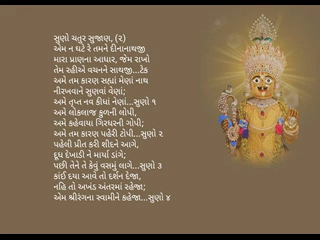 સુણો ચતુર સુજાણ, (૨)
એમ ન ઘટે રે તમને દીનાનાથજી
મારા પ્રાણના આધાર, જેમ રાખો
તેમ રહીએ વચનને સાથજી...ટેક
અમે તમ કારણ સહ્યાં મેણાં નાથ
નીરખવાને સુણવાં વેણાં;
અમે તૃપ્ત નવ કીધાં નેણાં...સુણો ૧
અમે લોકલાજ કુળની લોપી,
અમે કહેવાયા ગિરધરની ગોપી;
અમે તમ કારણ પહેરી ટોપી...સુણો ૨
પહેલી પ્રીત કરી શીદને આગે,
દૂધ દેખાડી ને માર્યા ડાંગે;
પછી તેને તે કેવું વસમું લાગે...સુણો ૩
કાંઈ દયા આવે તો દર્શન દેજા,
નહિ તો અખંડ અંતરમાં રહેજા;
એમ શ્રીરંગના સ્વામીને કહેજા...સુણો ૪